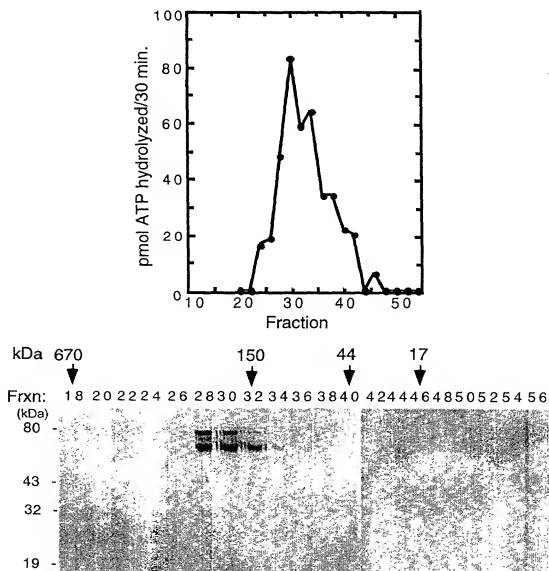 pmol ATP hydrolyzed/30 min.
100
80
60
40
20
0
10 20 30 40 50
Fraction
kDa 670 150 44 17
Frxn: 18 20 22 24 26 28 30 32 34 36 38 40 42 44 46 48 50 52 54 56
(kDa)
80 -
43 -
32 -
19 -